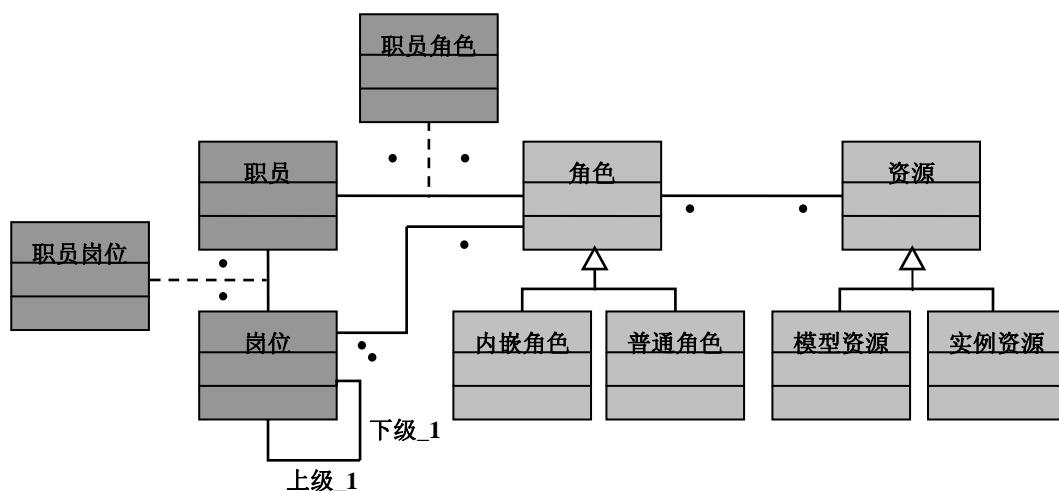 职员角色
职员
角色
资源
职员岗位
岗位
内嵌角色
普通角色
模型资源
实例资源
下级_1
上级_1